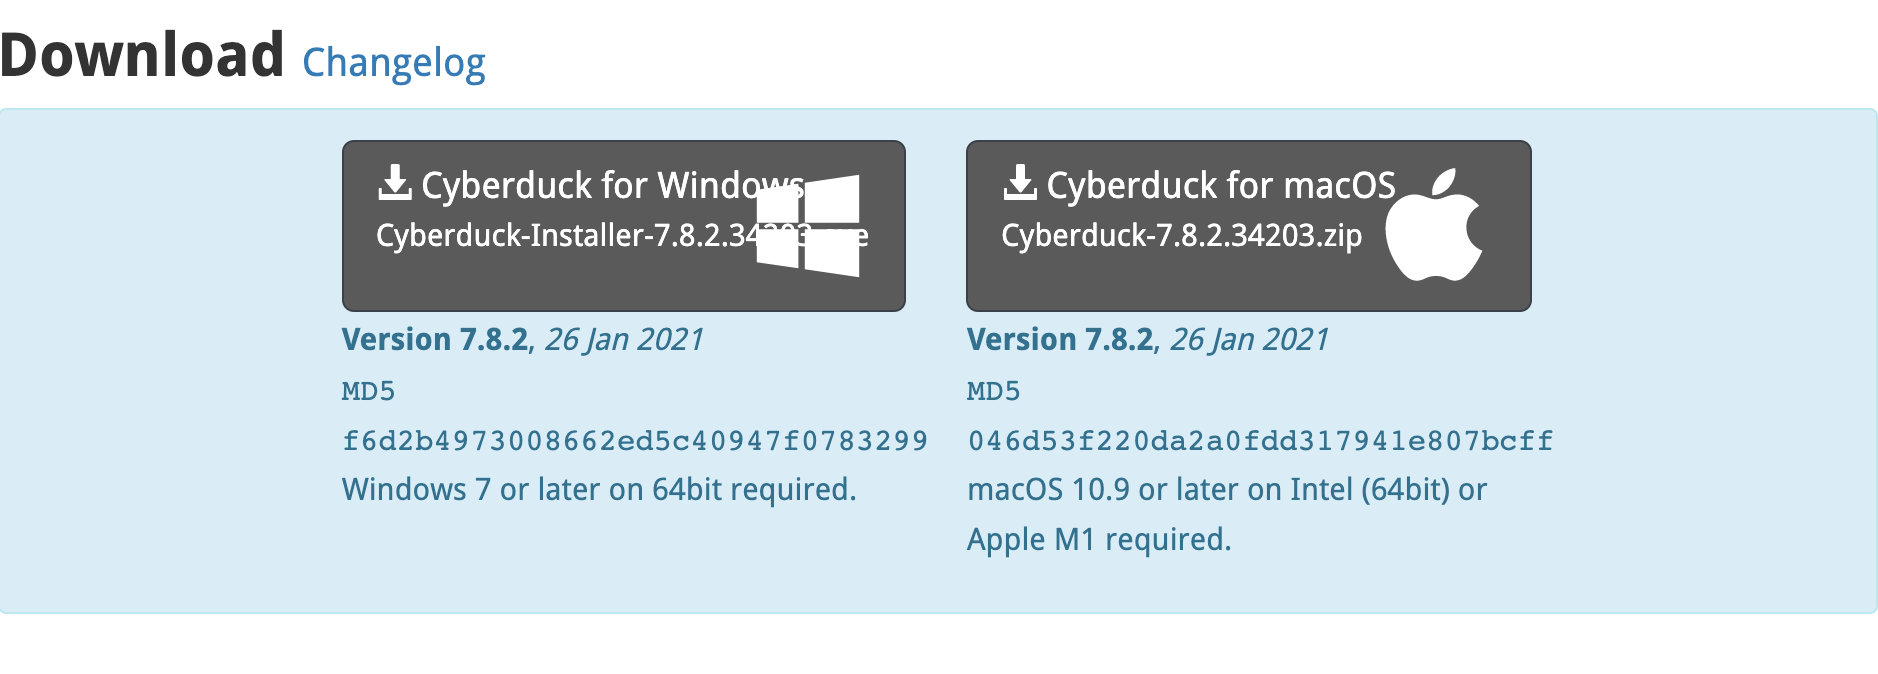 Download Changelog
Cyberduck for Windows
Cyberduck-Installer-7.8.2.34203.exe
Version 7.8.2, 26 Jan 2021
MD5
f6d2b4973008662ed5c40947f0783299
Windows 7 or later on 64bit required.
Cyberduck for macOS
Cyberduck-7.8.2.34203.zip
Version 7.8.2, 26 Jan 2021
MD5
046d53f220da2a0fdd317941e807bcff
macOS 10.9 or later on Intel (64bit) or
Apple M1 required.